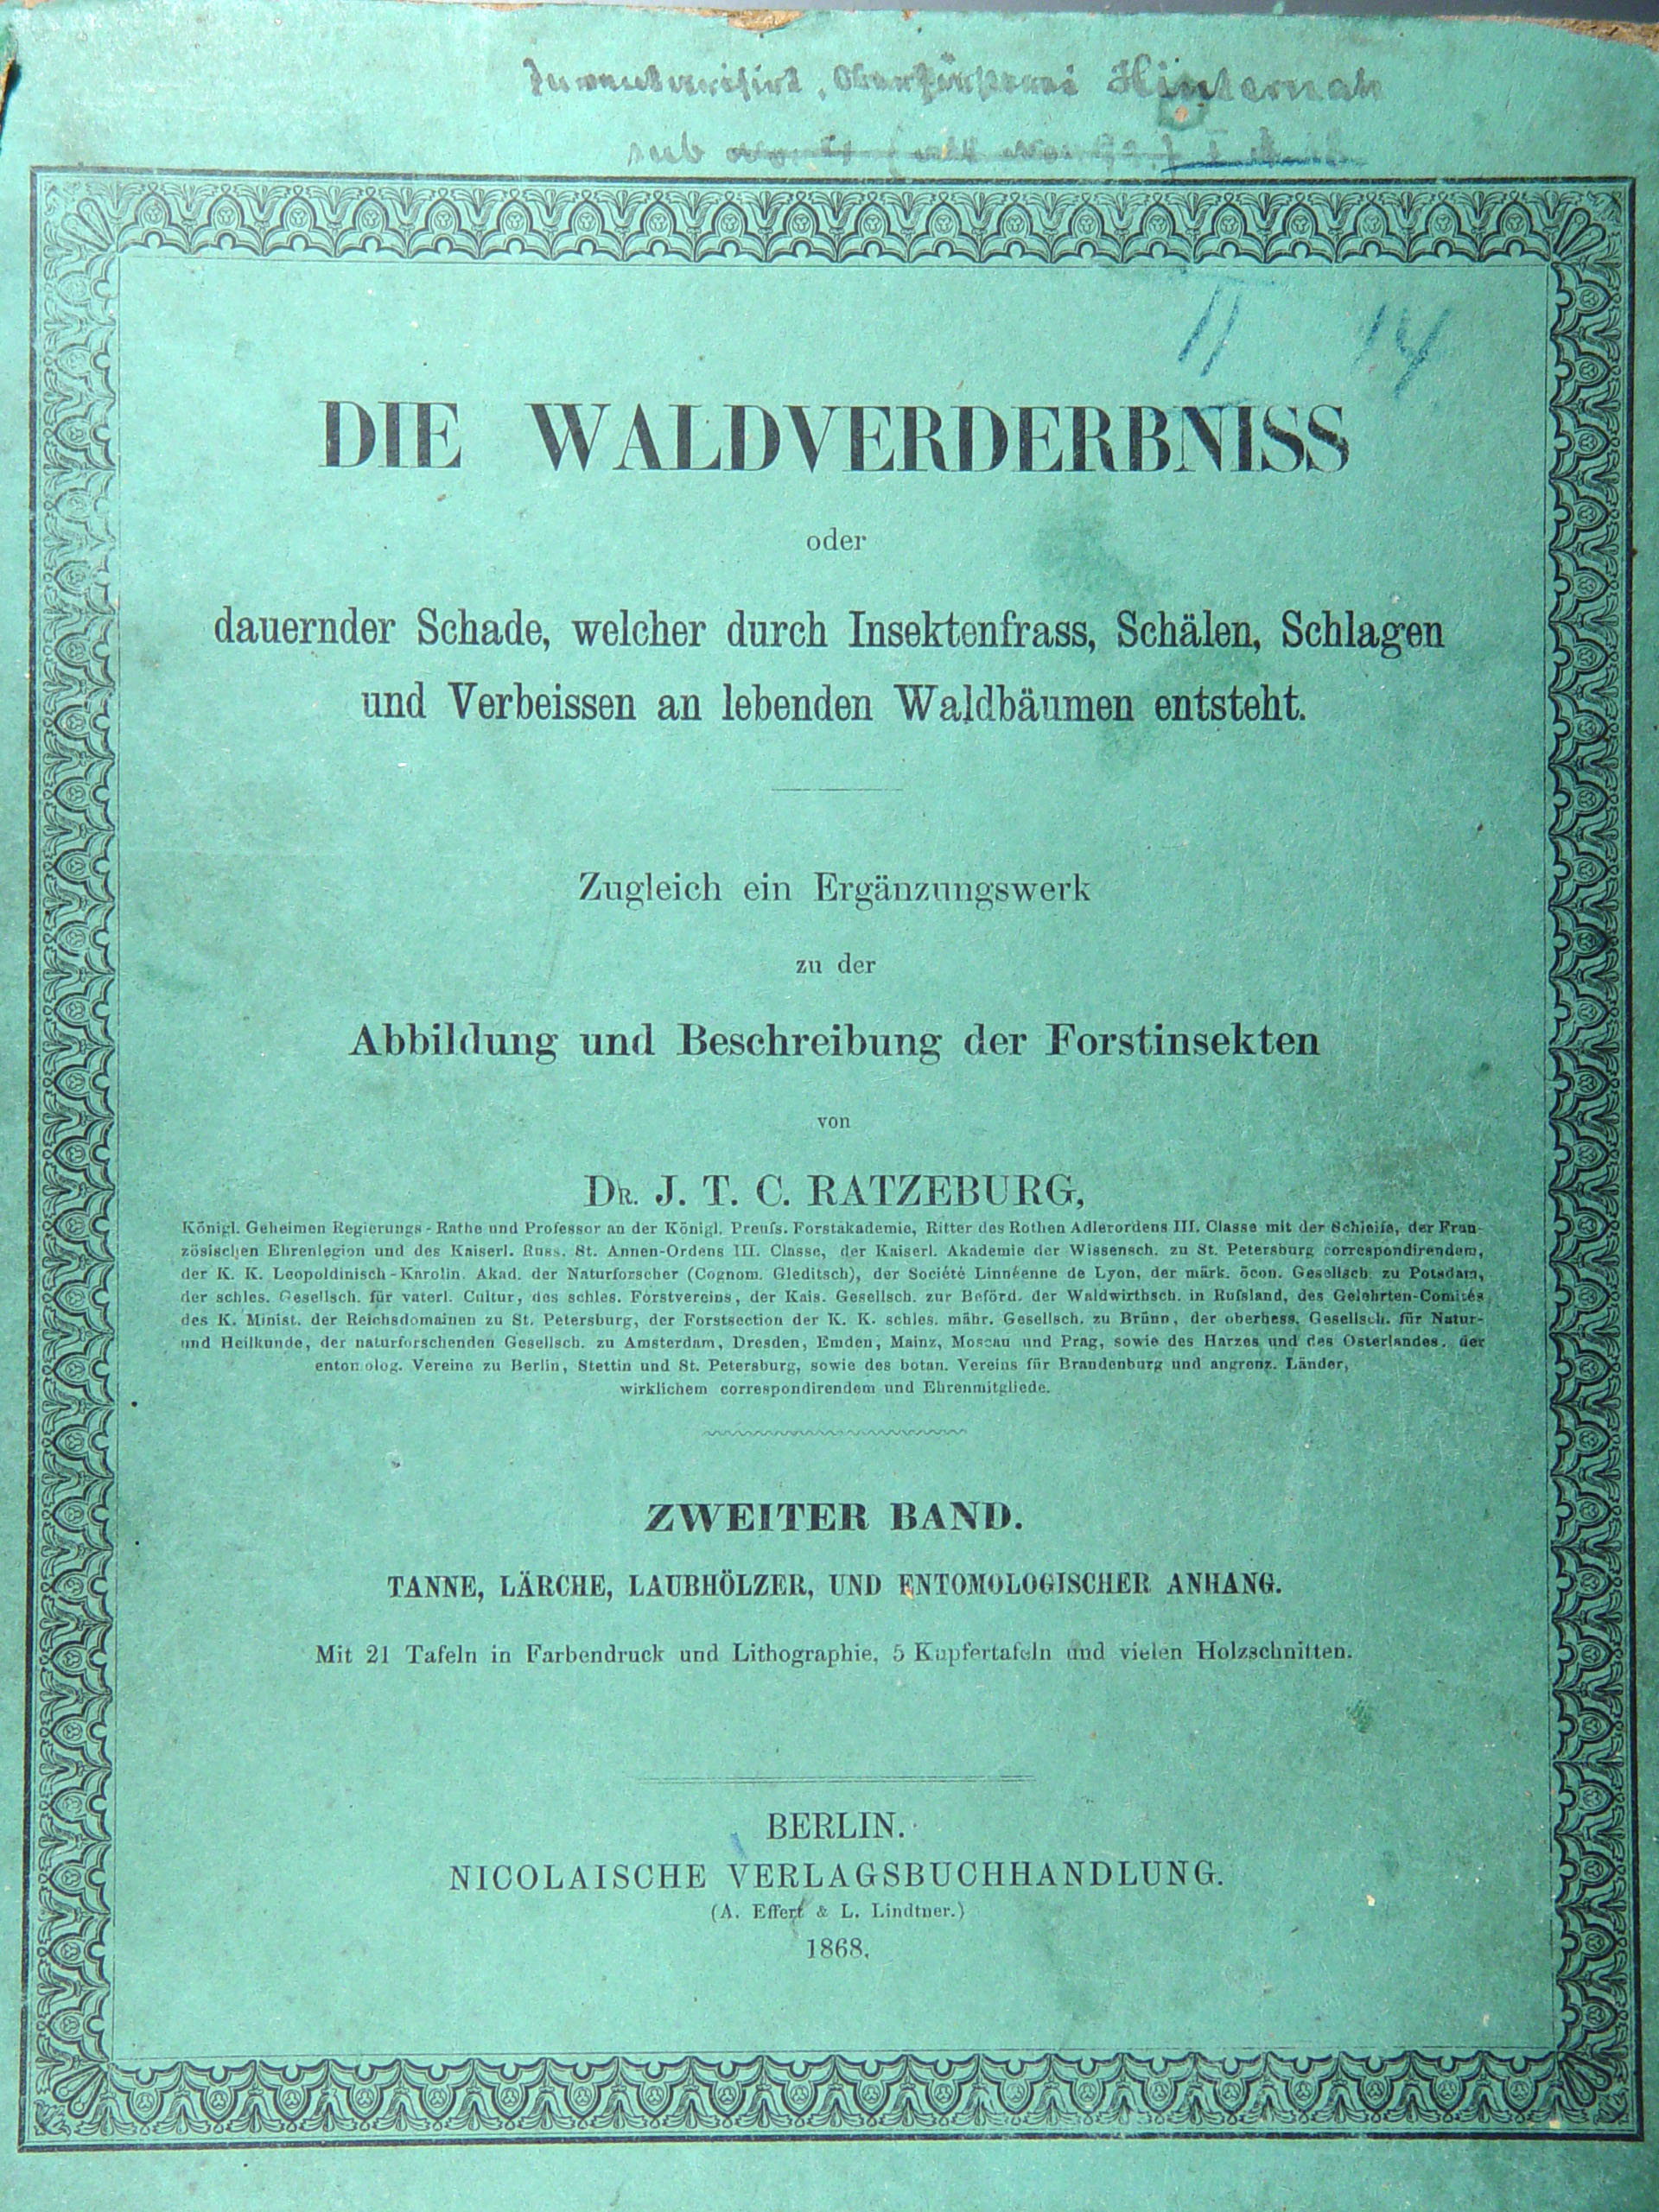 Inventarisirt, Oberförsterei Hinternah
sub No.
II 14
DIE WALDVERDERBNISS
oder
dauernder Schade, welcher durch Insektenfrass, Schälen, Schlagen
und Verbeissen an lebenden Waldbäumen entsteht.
Zugleich ein Ergänzungswerk
zu der
Abbildung und Beschreibung der Forstinsekten
von
DR. J. T. C. RATZEBURG,
Königl. Geheimen Regierungs-Rathe und Professor an der Königl. Preuſs. Forstakademie, Ritter des Rothen Adlerordens III. Classe mit der Schleife, der Fran-
zösischen Ehrenlegion und des Kaiserl. Russ. St. Annen-Ordens III. Classe, der Kaiserl. Akademie der Wissensch. zu St. Petersburg correspondirendem,
der K. K. Leopoldinisch-Karolin. Akad. der Naturforscher (Cognom. Gleditsch), der Société Linnéenne de Lyon, der märk. öcon. Gesellsch. zu Potsdam,
der schles. Gesellsch. für vaterl. Cultur, des schles. Forstvereins, der Kais. Gesellsch. zur Beförd. der Waldwirthsch. in Ruſsland, des Gelehrten-Comités
des K. Minist. der Reichsdomainen zu St. Petersburg, der Forstsection der K. K. schles. mähr. Gesellsch. zu Brünn, der oberhess. Gesellsch. für Natur-
und Heilkunde, der naturforschenden Gesellsch. zu Amsterdam, Dresden, Emden, Mainz, Moscau und Prag, sowie des Harzes und des Osterlandes, der
entomolog. Vereine zu Berlin, Stettin und St. Petersburg, sowie des botan. Vereins für Brandenburg und angrenz. Länder,
wirklichem correspondirendem und Ehrenmitgliede.
ZWEITER BAND.
TANNE, LÄRCHE, LAUBHÖLZER, UND ENTOMOLOGISCHER ANHANG.
Mit 21 Tafeln in Farbendruck und Lithographie, 5 Kupfertafeln und vielen Holzschnitten.
BERLIN.
NICOLAISCHE VERLAGSBUCHHANDLUNG.
(A. Effert & L. Lindtner.)
1868.